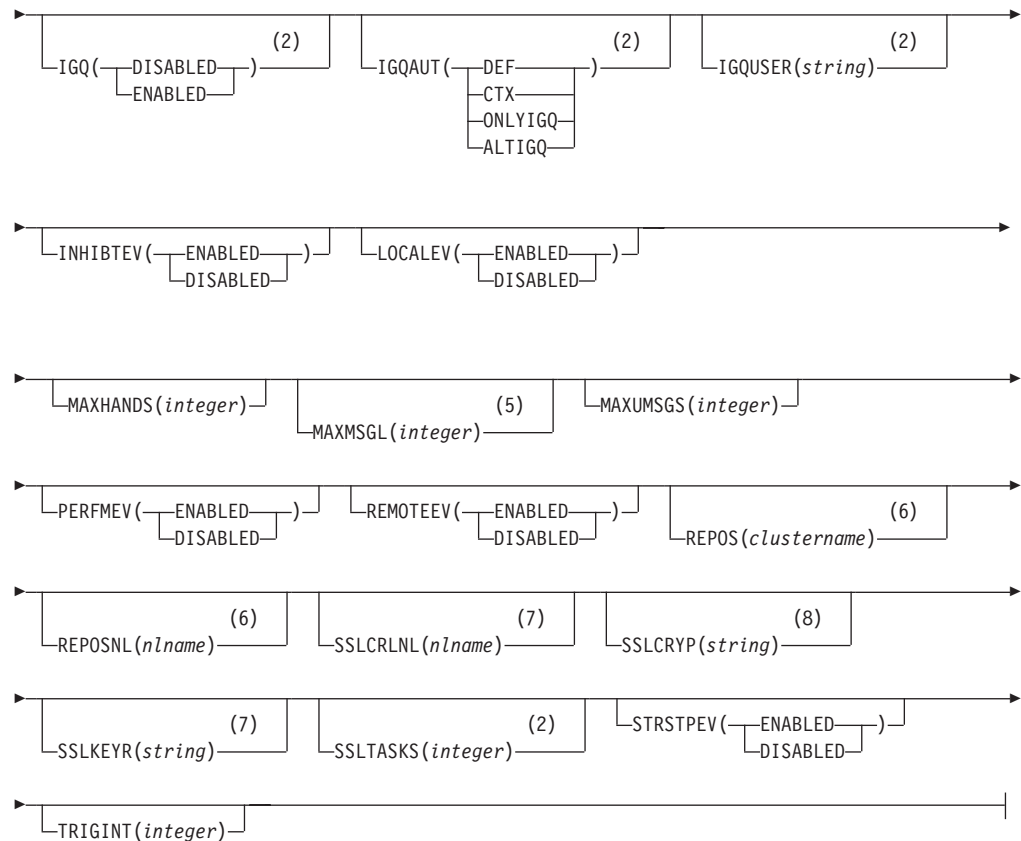 (2) (2) (2)
IGQ( DISABLED ) IGQAUT( DEF ) IGQUSER(string)
ENABLED CTX
ONLYIGQ
ALTIGQ
INHIBTEV( ENABLED ) LOCALEV( ENABLED )
DISABLED DISABLED
MAXHANDS(integer) (5) MAXUMSGS(integer)
MAXMSGL(integer)
PERFMEV( ENABLED ) REMOTEEV( ENABLED ) (6)
DISABLED DISABLED REPOS(clustername)
(6) (7) (8)
REPOSNL(nlname) SSLCRLNL(nlname) SSLCRYP(string)
(7) (2) STRSTPEV( ENABLED )
SSLKEYR(string) SSLTASKS(integer) DISABLED
TRIGINT(integer)